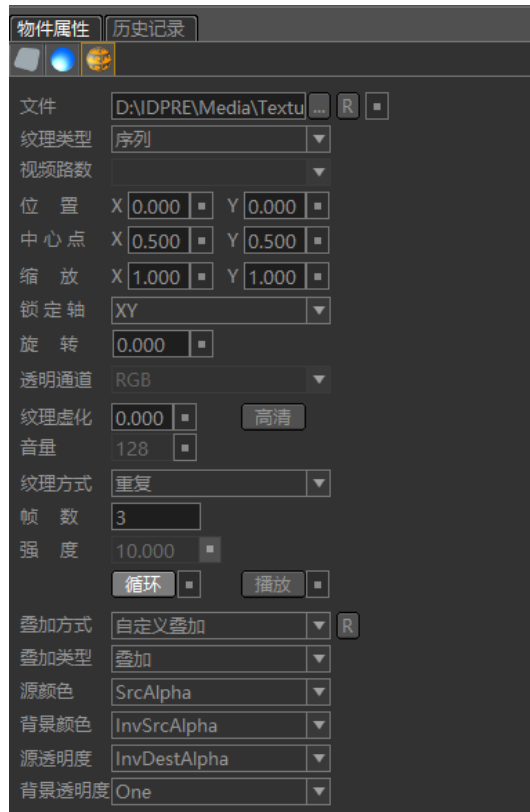 物件属性 历史记录
文件 D:\IDPRE\Media\Textu ... R
纹理类型 序列
视频路数
位 置 X 0.000 Y 0.000
中心点 X 0.500 Y 0.500
缩 放 X 1.000 Y 1.000
锁定轴 XY
旋 转 0.000
透明通道 RGB
纹理虚化 0.000 高清
音量 128
纹理方式 重复
帧 数 3
强 度 10.000
循环 播放
叠加方式 自定义叠加 R
叠加类型 叠加
源颜色 SrcAlpha
背景颜色 InvSrcAlpha
源透明度 InvDestAlpha
背景透明度 One